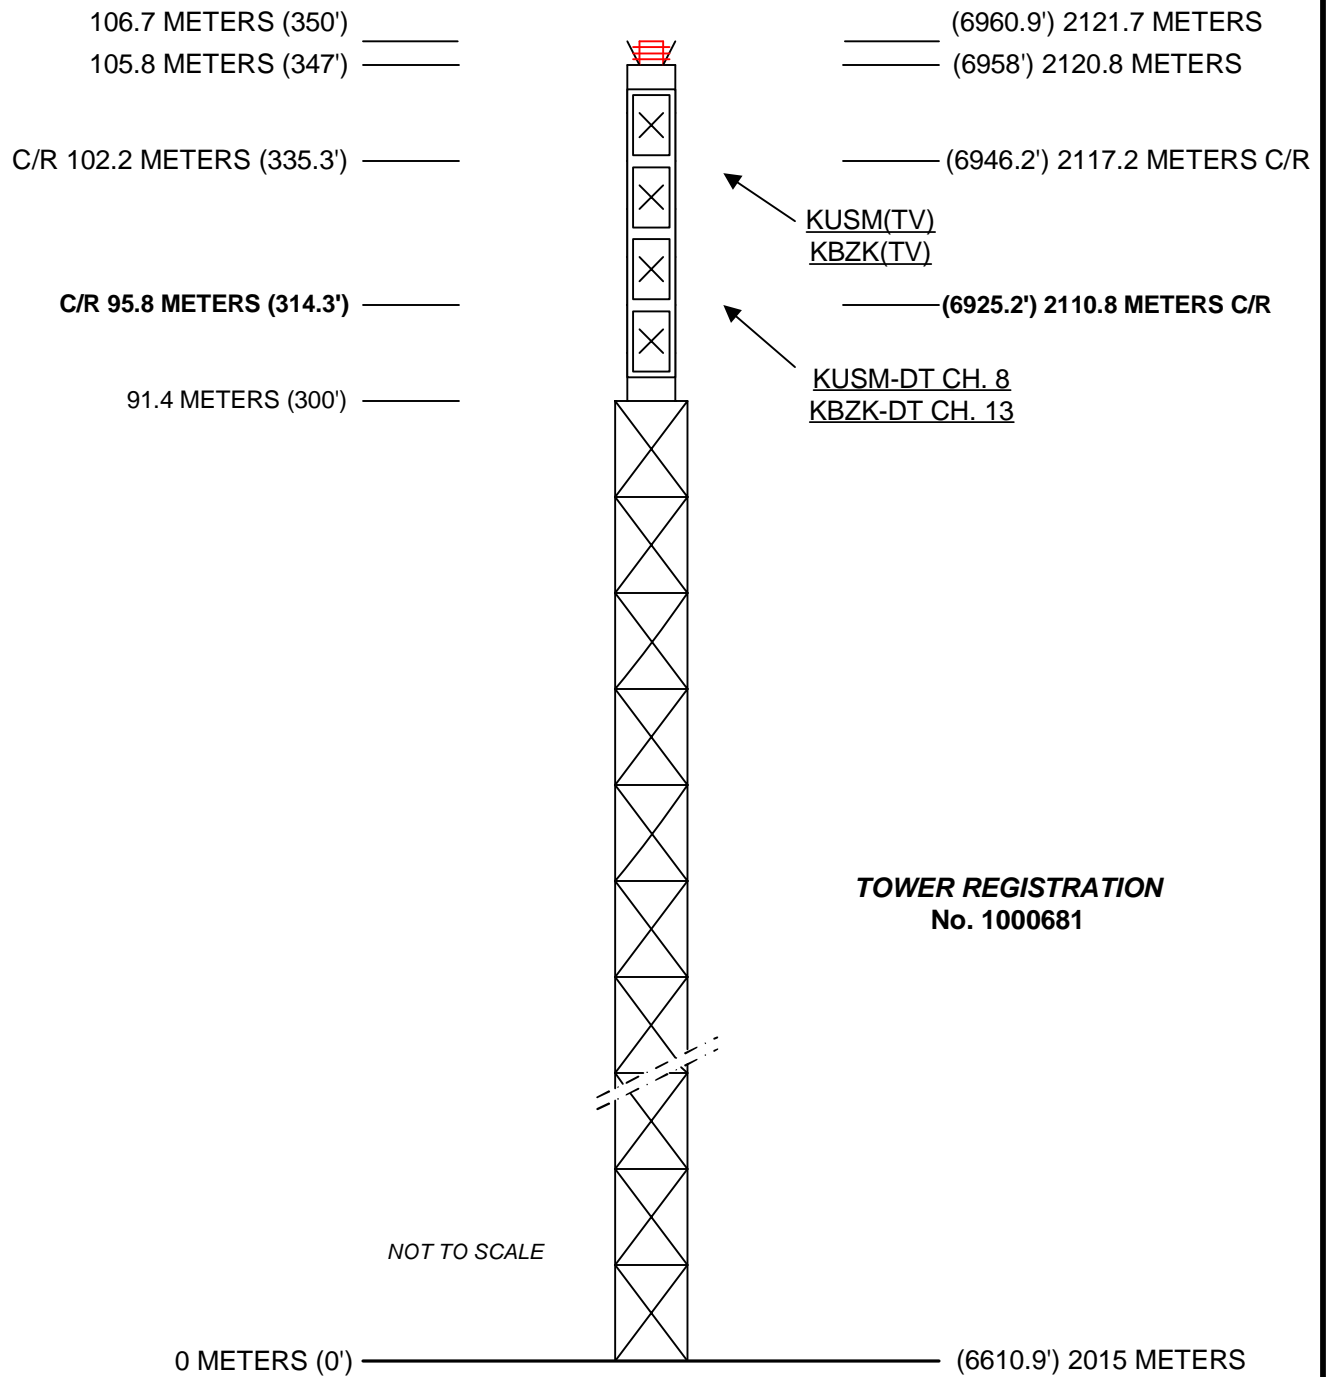 106.7 METERS (350')
(6960.9') 2121.7 METERS
105.8 METERS (347')
(6958') 2120.8 METERS
C/R 102.2 METERS (335.3')
(6946.2') 2117.2 METERS C/R
KUSM(TV)
KBZK(TV)
C/R 95.8 METERS (314.3')
(6925.2') 2110.8 METERS C/R
KUSM-DT CH. 8
KBZK-DT CH. 13
91.4 METERS (300')
TOWER REGISTRATION
No. 1000681
NOT TO SCALE
0 METERS (0')
(6610.9') 2015 METERS